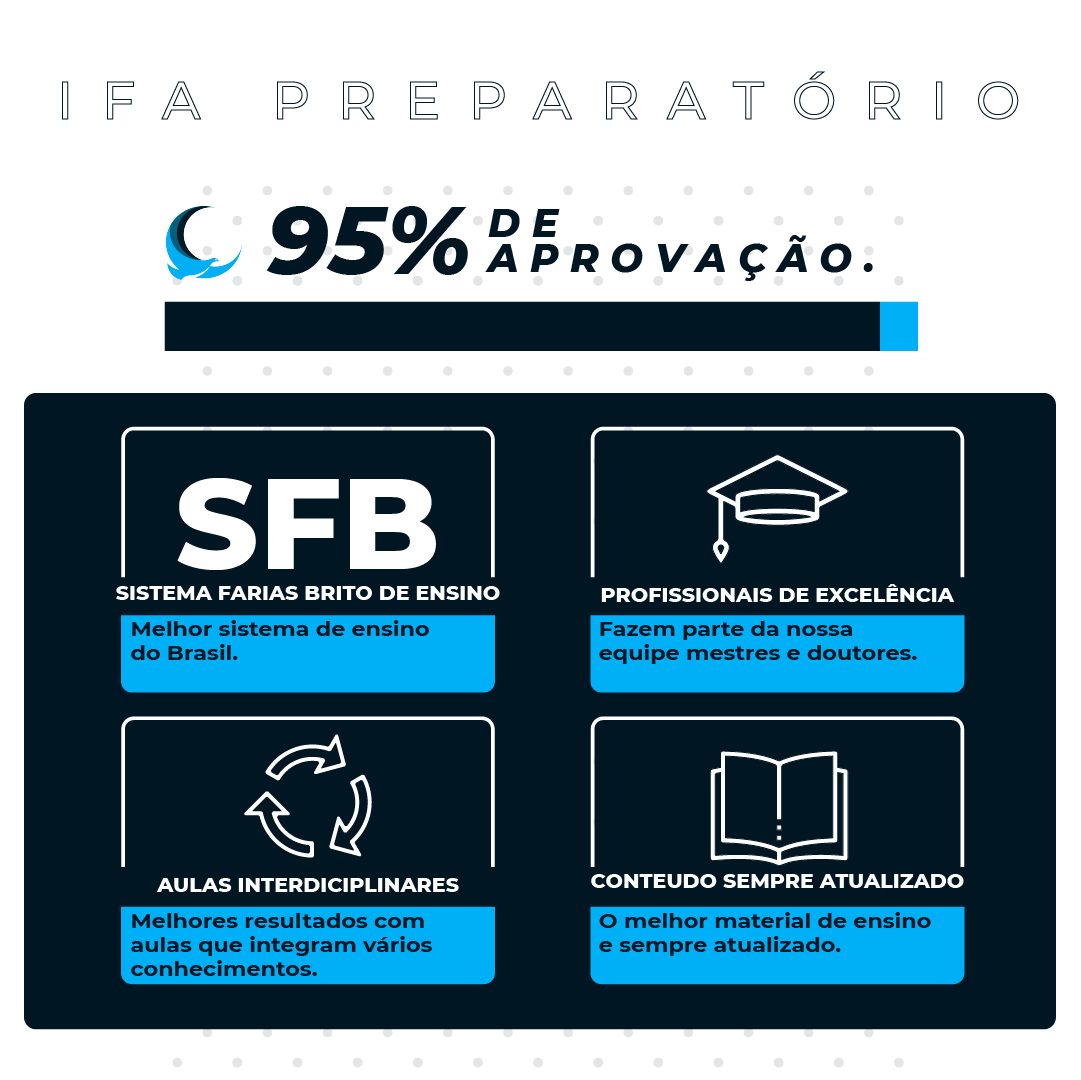 IFA PREPARATÓRIO
95% DE
APROVAÇÃO.
SFB
SISTEMA FARIAS BRITO DE ENSINO
Melhor sistema de ensino
do Brasil.
PROFISSIONAIS DE EXCELÊNCIA
Fazem parte da nossa
equipe mestres e doutores.
AULAS INTERDICIPLINARES
Melhores resultados com
aulas que integram vários
conhecimentos.
CONTEUDO SEMPRE ATUALIZADO
O melhor material de ensino
e sempre atualizado.